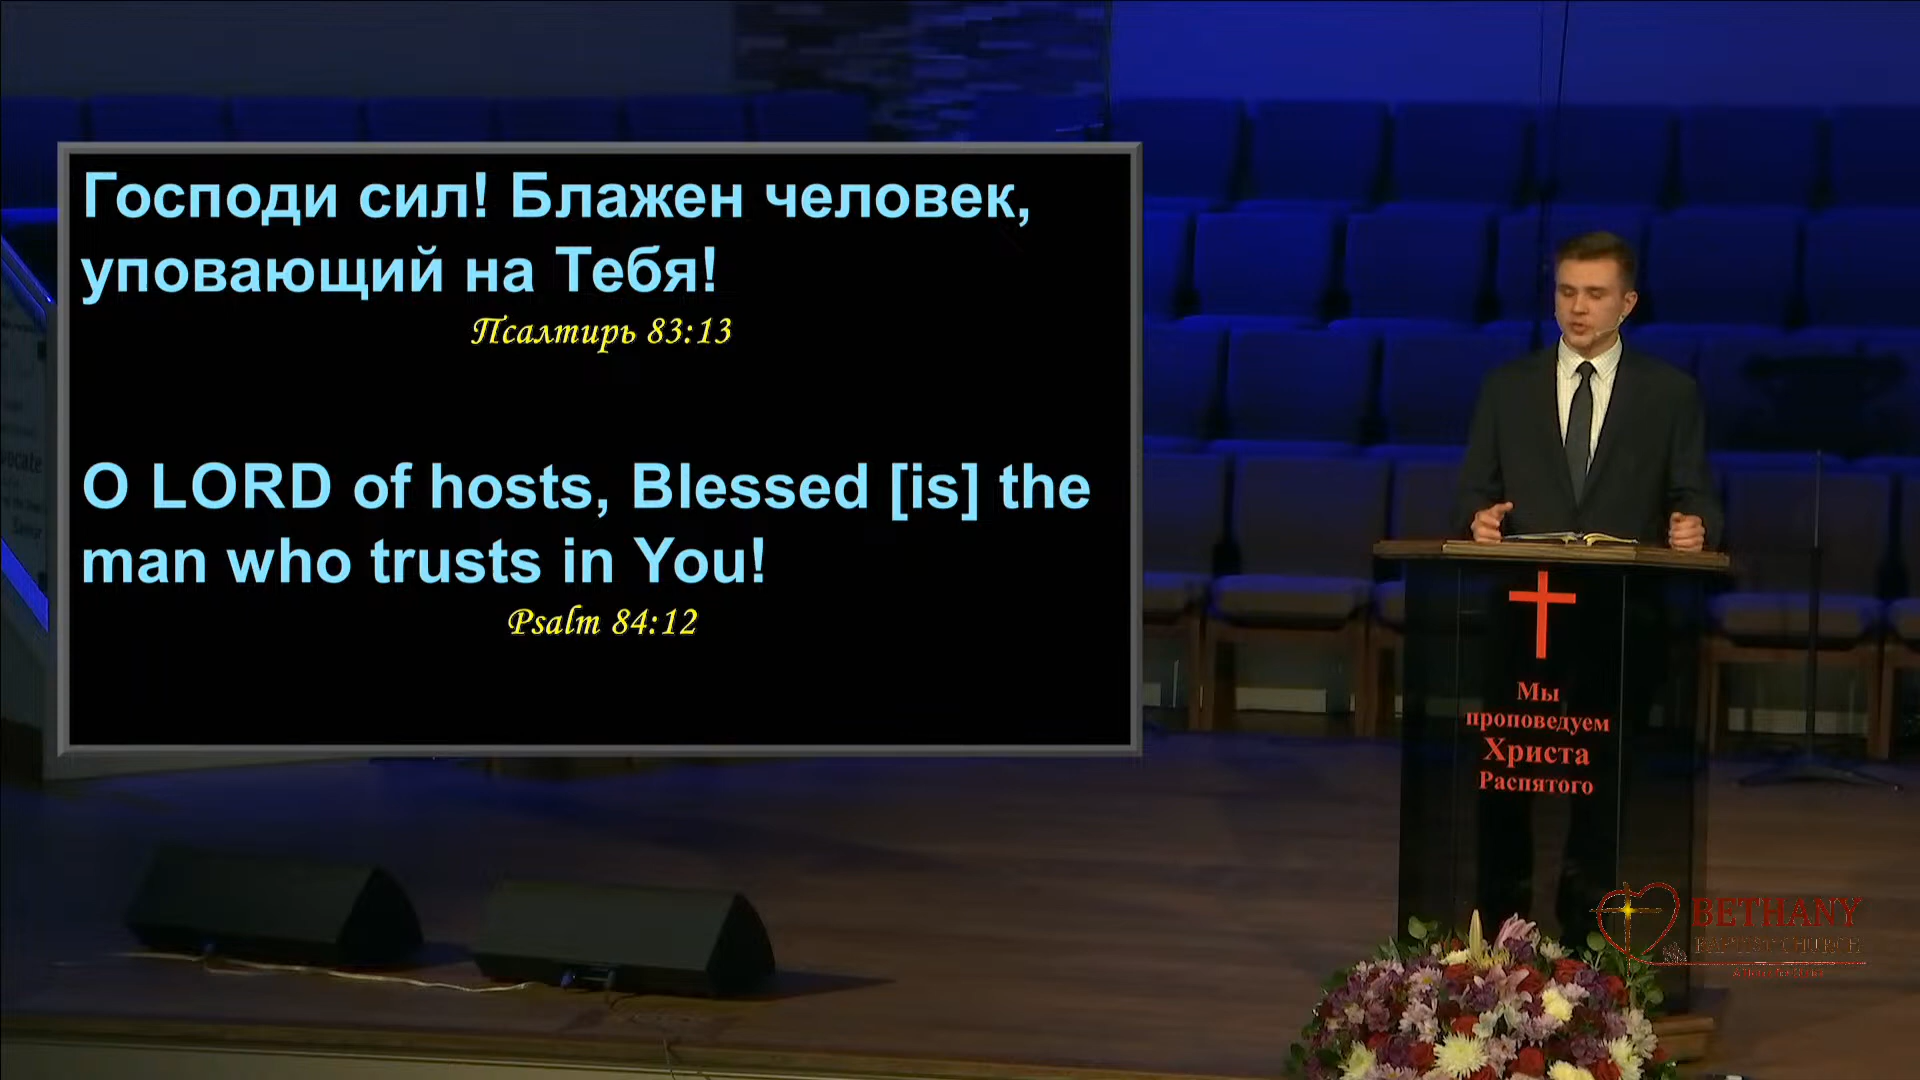 Господи сил! Блажен человек,
уповающий на Тебя!
Псалтирь 83:13
O LORD of hosts, Blessed [is] the
man who trusts in You!
Psalm 84:12
Мы
проповедуем
Христа
Распятого
BETHANY
BAPTIST CHURCH